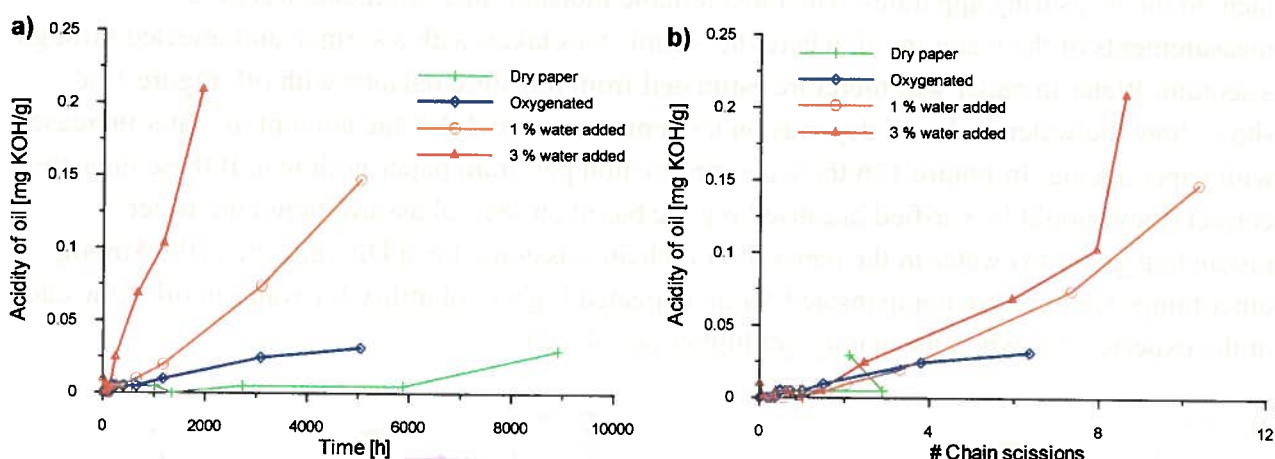 a)
Acidity of oil [mg KOH/g]
0.25
0.2
0.15
0.1
0.05
0
Dry paper
Oxygenated
1 % water added
3 % water added
0
2000
4000
6000
8000
10000
Time [h]
b)
Acidity of oil [mg KOH/g]
0.25
0.2
0.15
0.1
0.05
0
Dry paper
Oxygenated
1 % water added
3 % water added
0
4
8
12
# Chain scissions